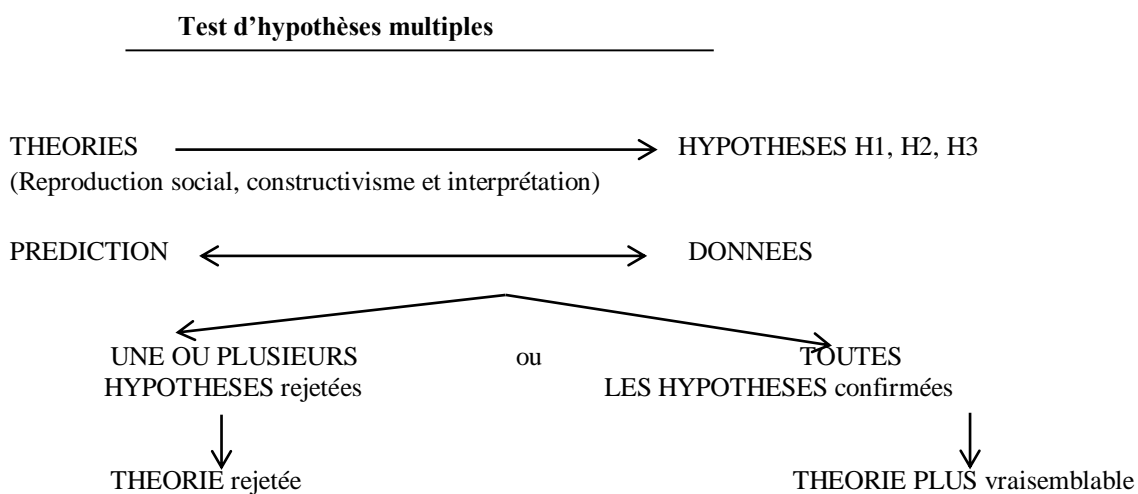 Test d’hypothèses multiples
THEORIES HYPOTHESES H1, H2, H3
(Reproduction social, constructivisme et interprétation)
PREDICTION DONNEES
UNE OU PLUSIEURS ou TOUTES
HYPOTHESES rejetées LES HYPOTHESES confirmées
THEORIE rejetée THEORIE PLUS vraisemblable